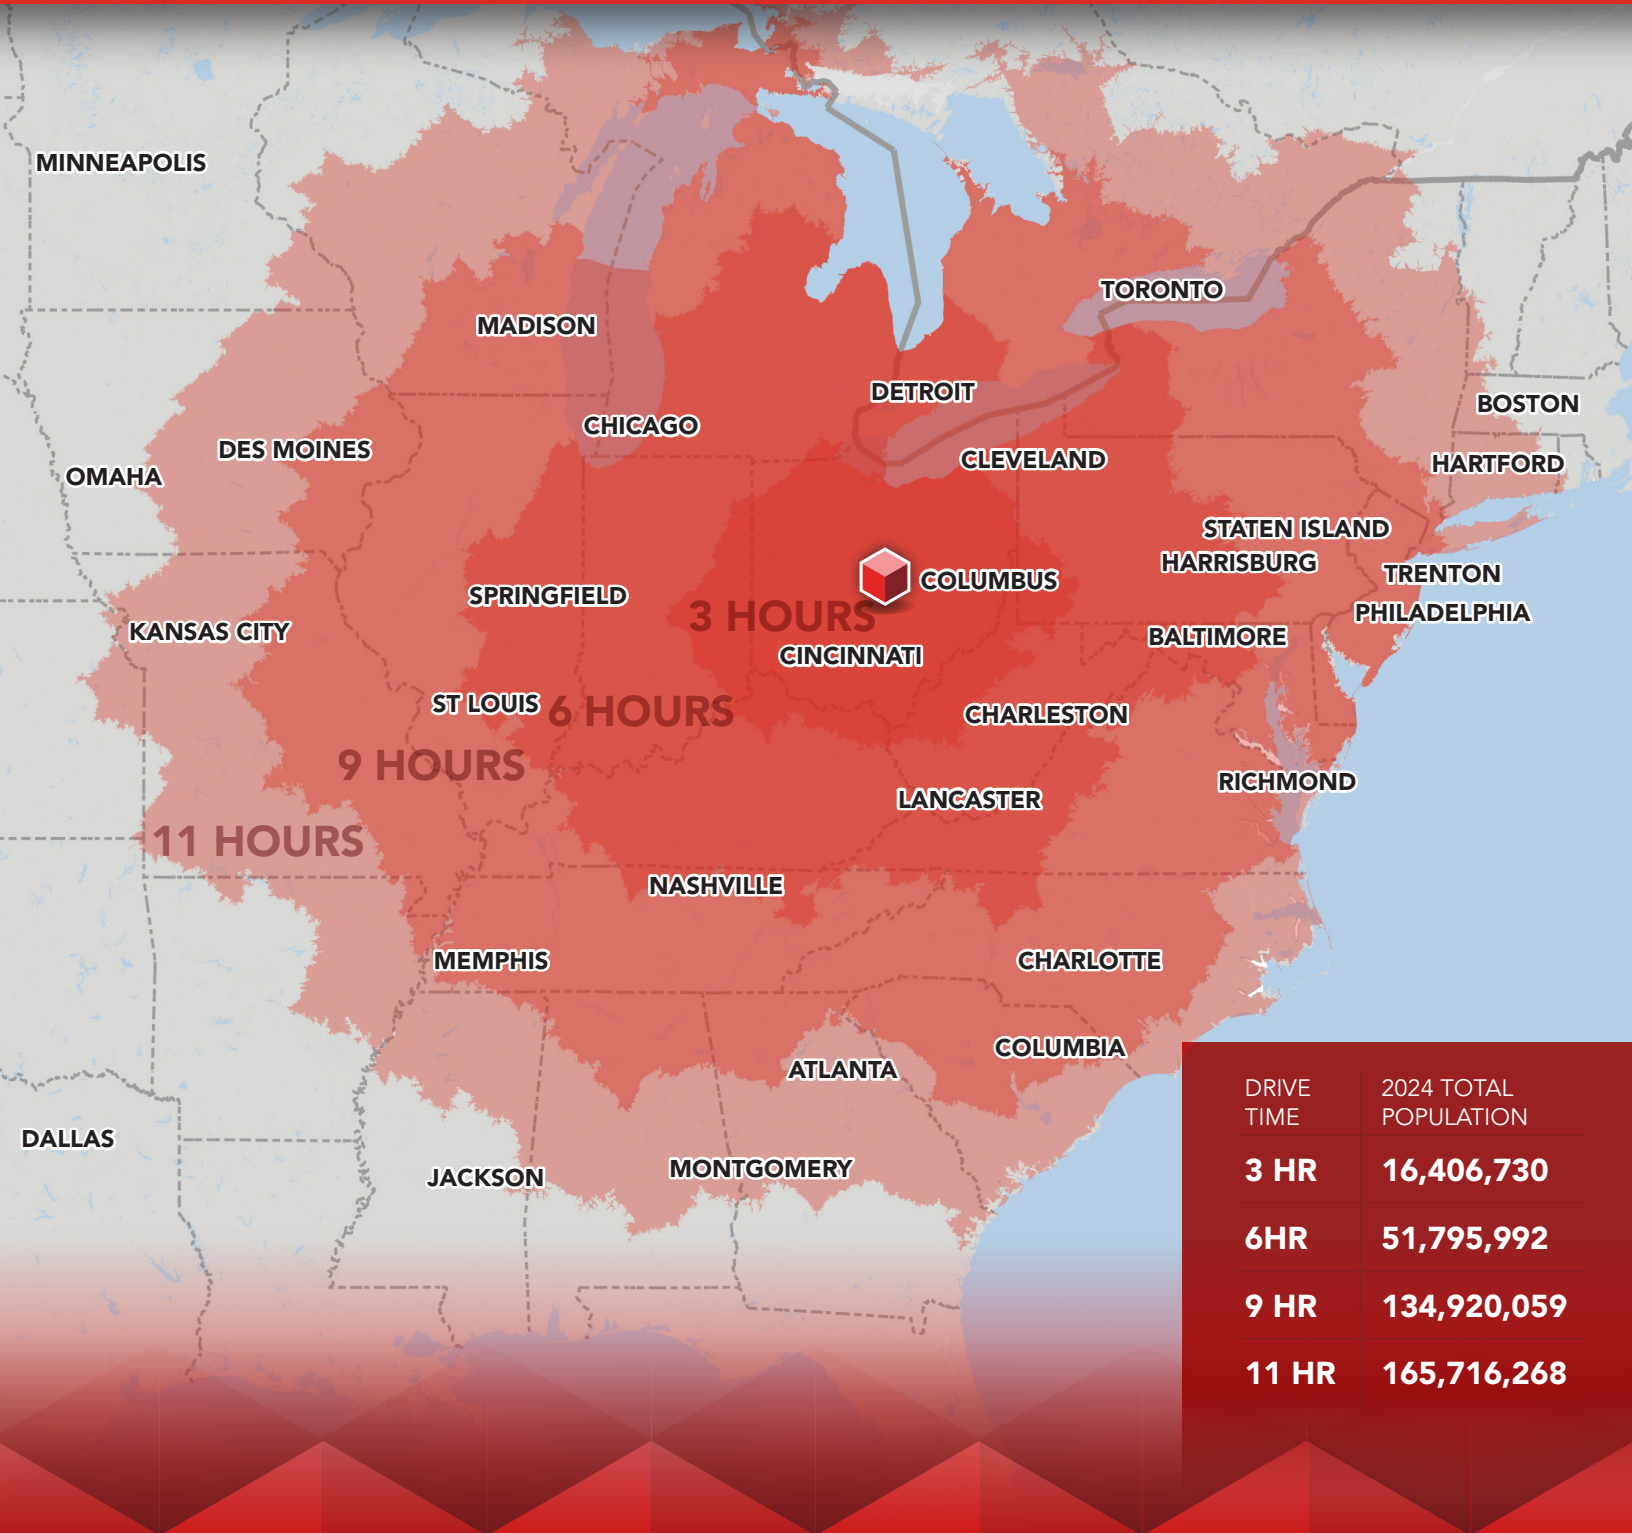 MINNEAPOLIS
TORONTO
MADISON
DETROIT
BOSTON
CHICAGO
DES MOINES
CLEVELAND
HARTFORD
OMAHA
STATEN ISLAND
HARRISBURG
TRENTON
COLUMBUS
SPRINGFIELD
PHILADELPHIA
3 HOURS
KANSAS CITY
BALTIMORE
CINCINNATI
ST LOUIS
6 HOURS
CHARLESTON
9 HOURS
RICHMOND
LANCASTER
11 HOURS
NASHVILLE
MEMPHIS
CHARLOTTE
COLUMBIA
ATLANTA
DALLAS
MONTGOMERY
JACKSON
DRIVE TIME
2024 TOTAL POPULATION
3 HR 16,406,730
6HR 51,795,992
9 HR 134,920,059
11 HR 165,716,268